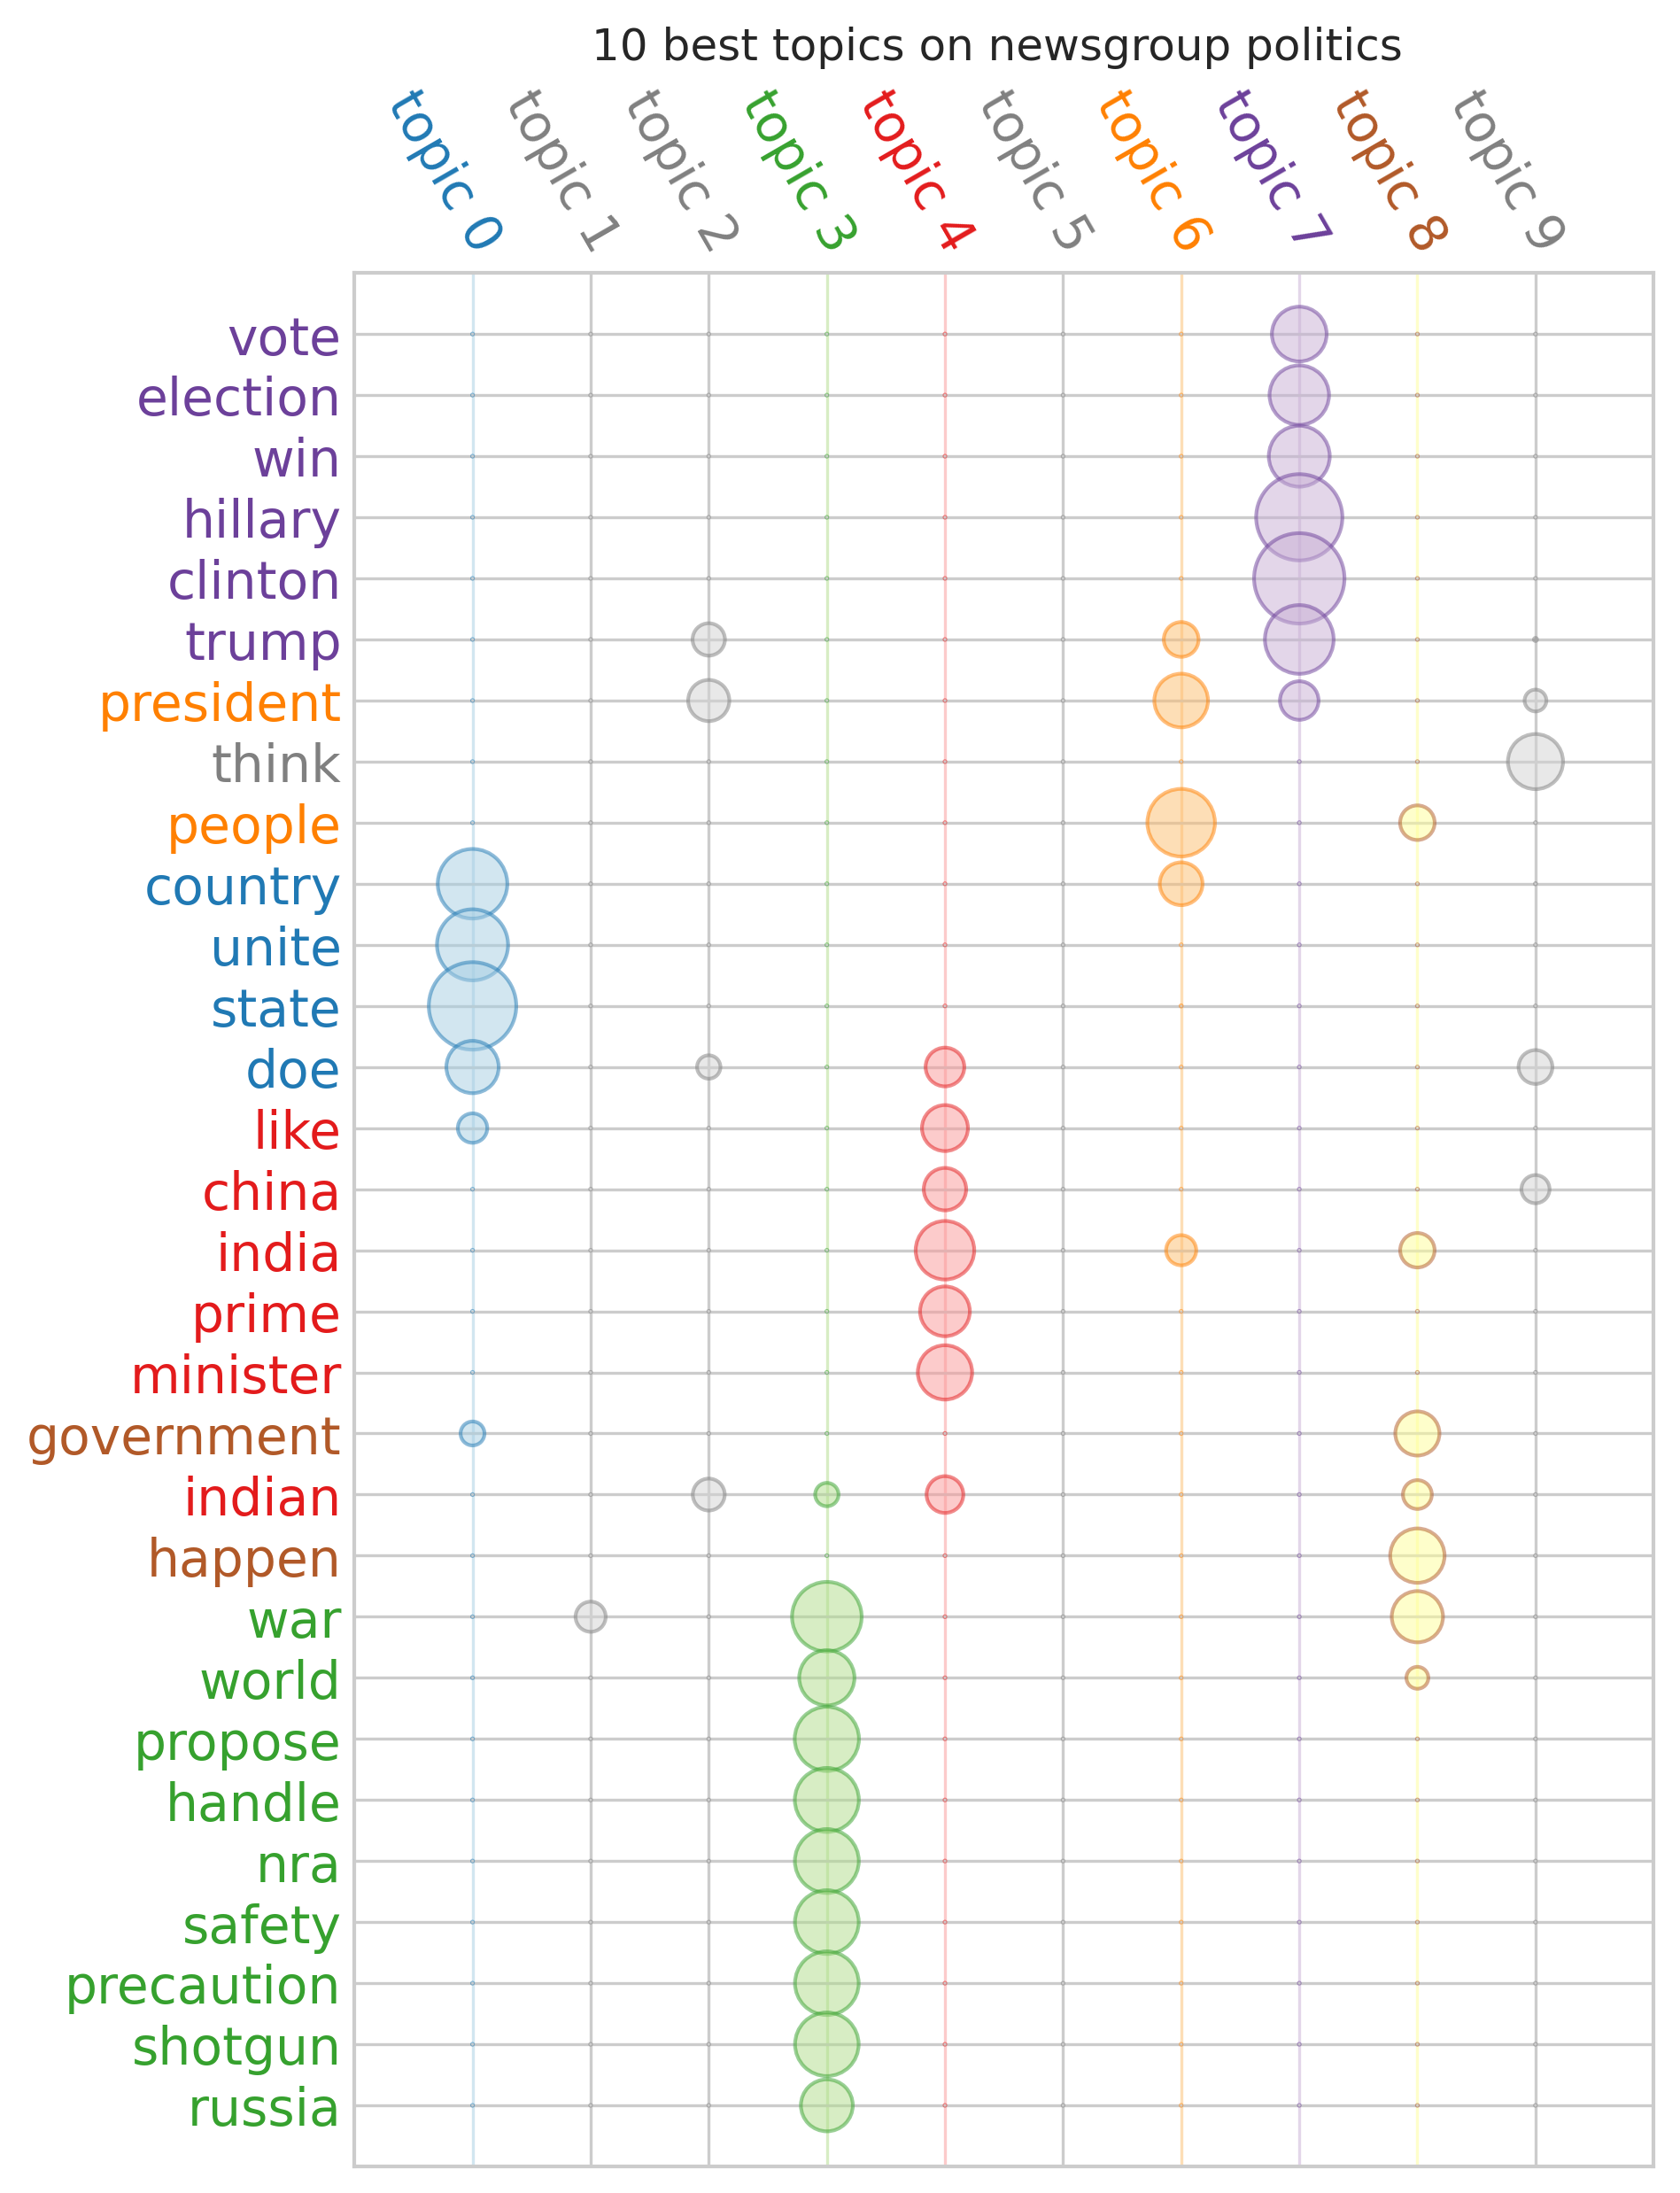 10 best topics on newsgroup politics
topic 0
topic 1
topic 2
topic 3
topic 4
topic 5
topic 6
topic 7
topic 8
topic 9
vote
election
win
hillary
clinton
trump
president
think
people
country
unite
state
doe
like
china
india
prime
minister
government
indian
happen
war
world
propose
handle
nra
safety
precaution
shotgun
russia